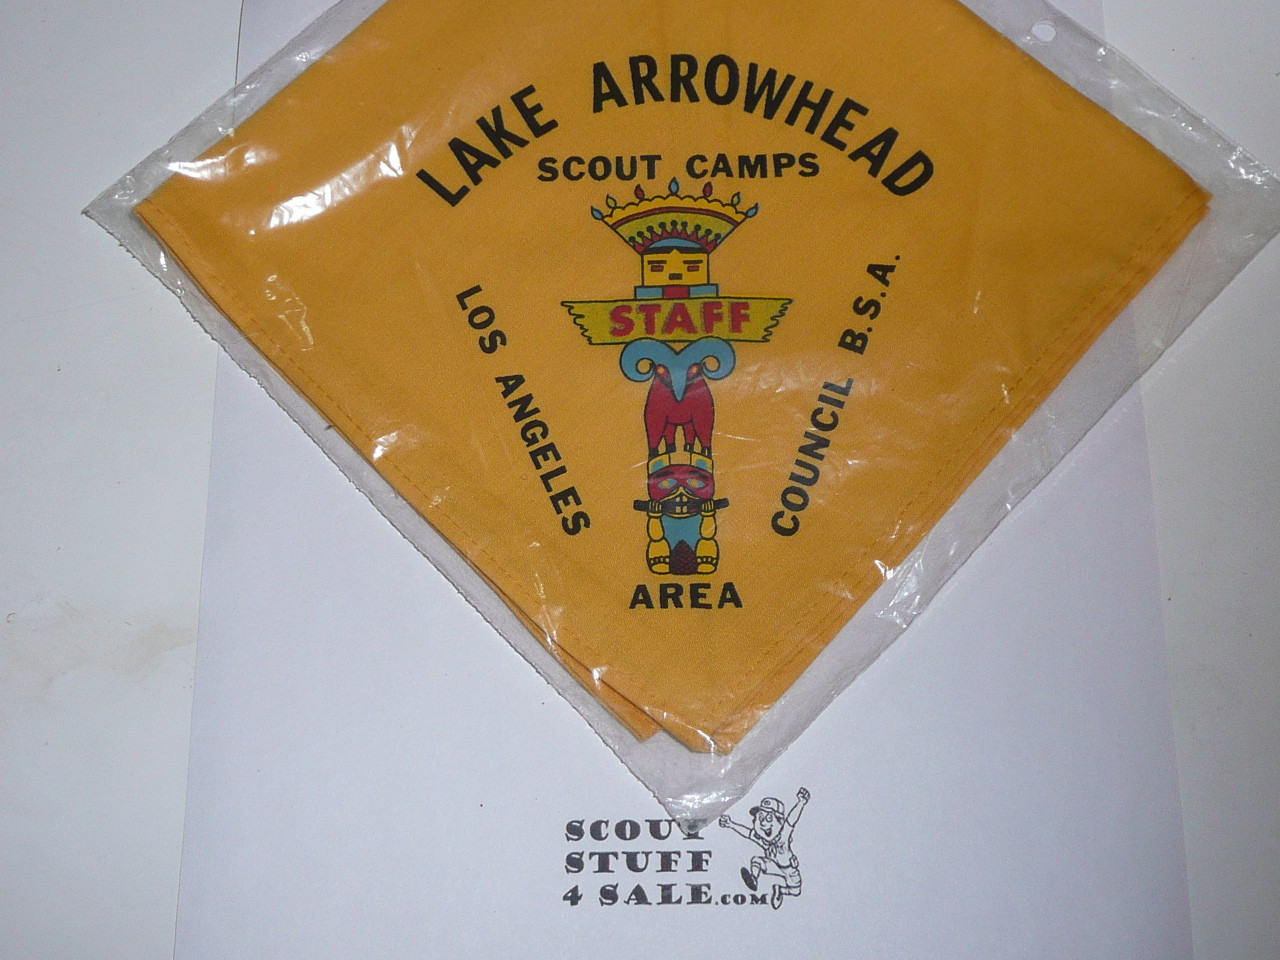 LAKE ARROWHEAD
SCOUT CAMPS
STAFF
LOS ANGELES
AREA
COUNCIL B.S.A.
SCOUT
STUFF
4 SALE.COM